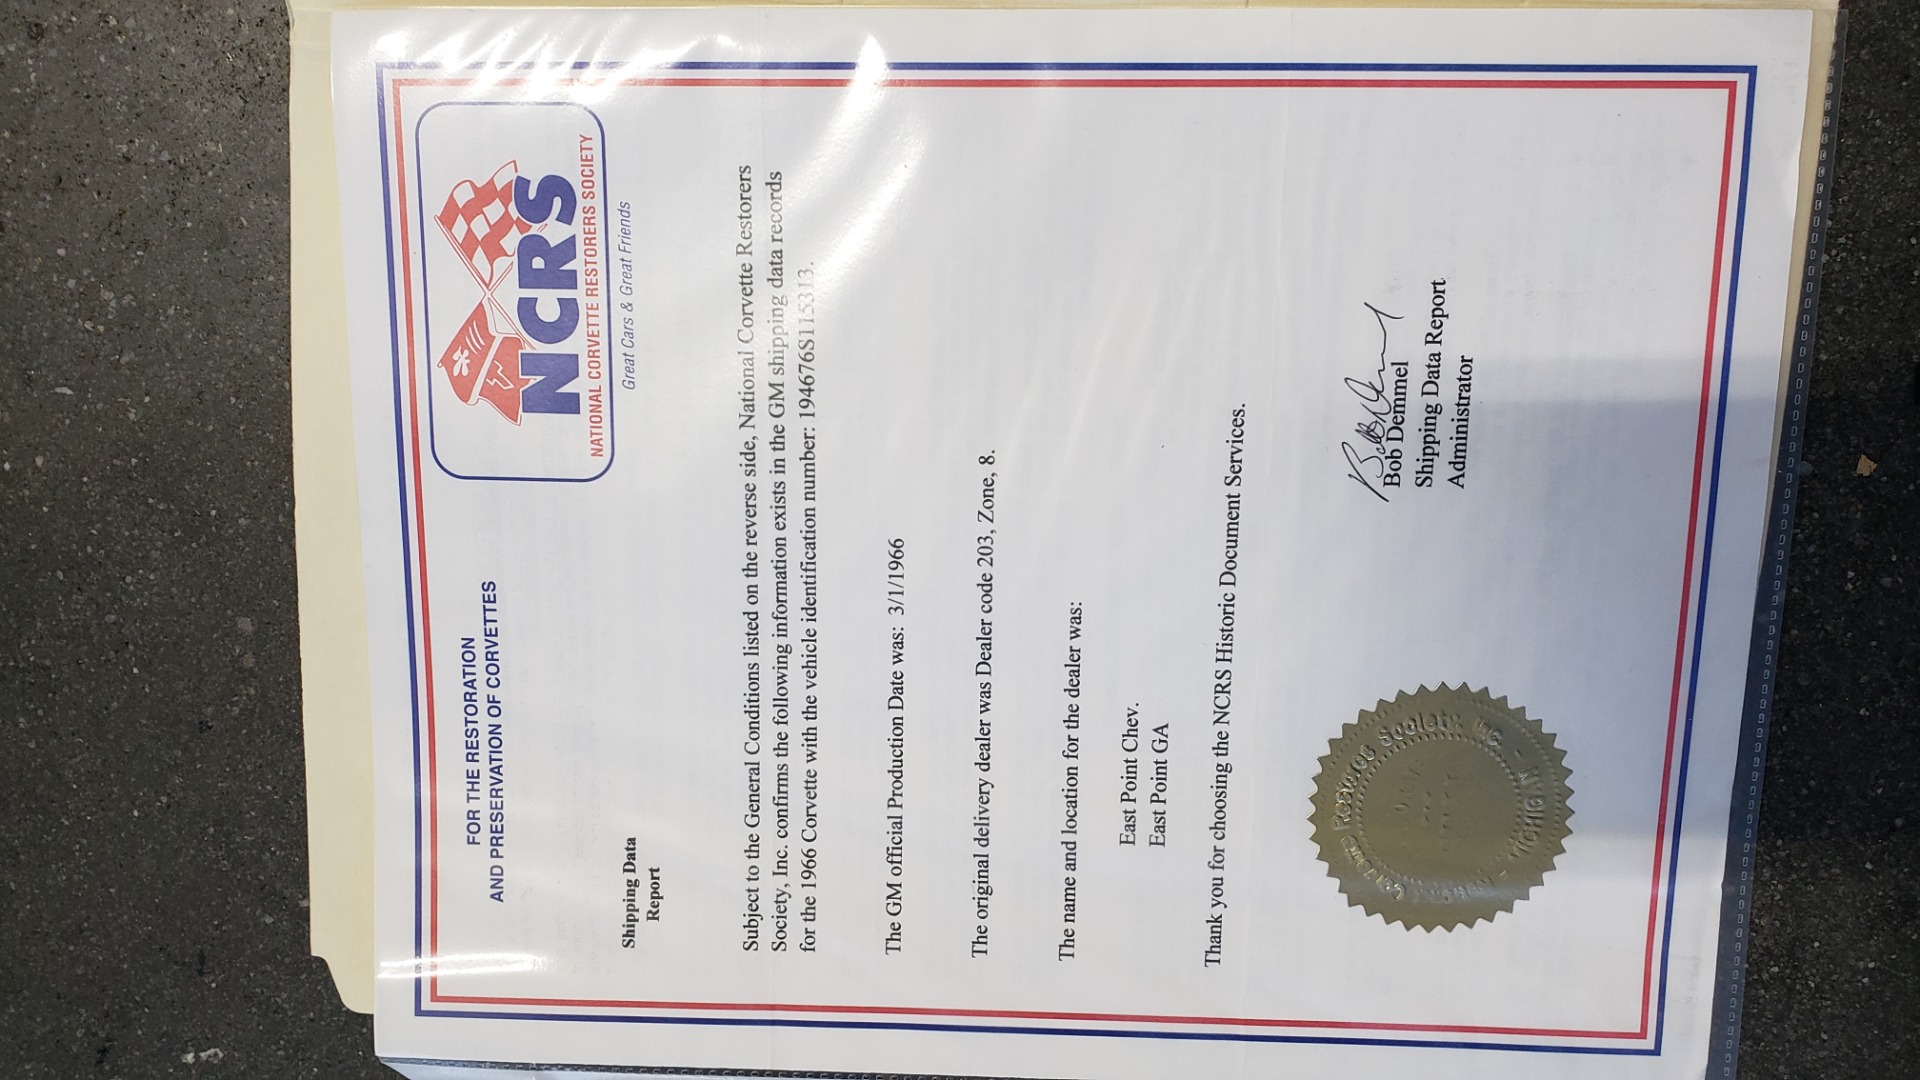 FOR THE RESTORATION
AND PRESERVATION OF CORVETTES
NCRS
NATIONAL CORVETTE RESTORERS SOCIETY
Great Cars & Great Friends
Shipping Data
Report
Subject to the General Conditions listed on the reverse side, National Corvette Restorers
Society, Inc. confirms the following information exists in the GM shipping data records
for the 1966 Corvette with the vehicle identification number: 194676S115313.
The GM official Production Date was: 3/1/1966
The original delivery dealer was Dealer code 203, Zone, 8.
The name and location for the dealer was:
East Point Chev.
East Point GA
Thank you for choosing the NCRS Historic Document Services.
Bob Demmel
Bob Demmel
Shipping Data Report
Administrator
Society, Inc.
MICHIGAN